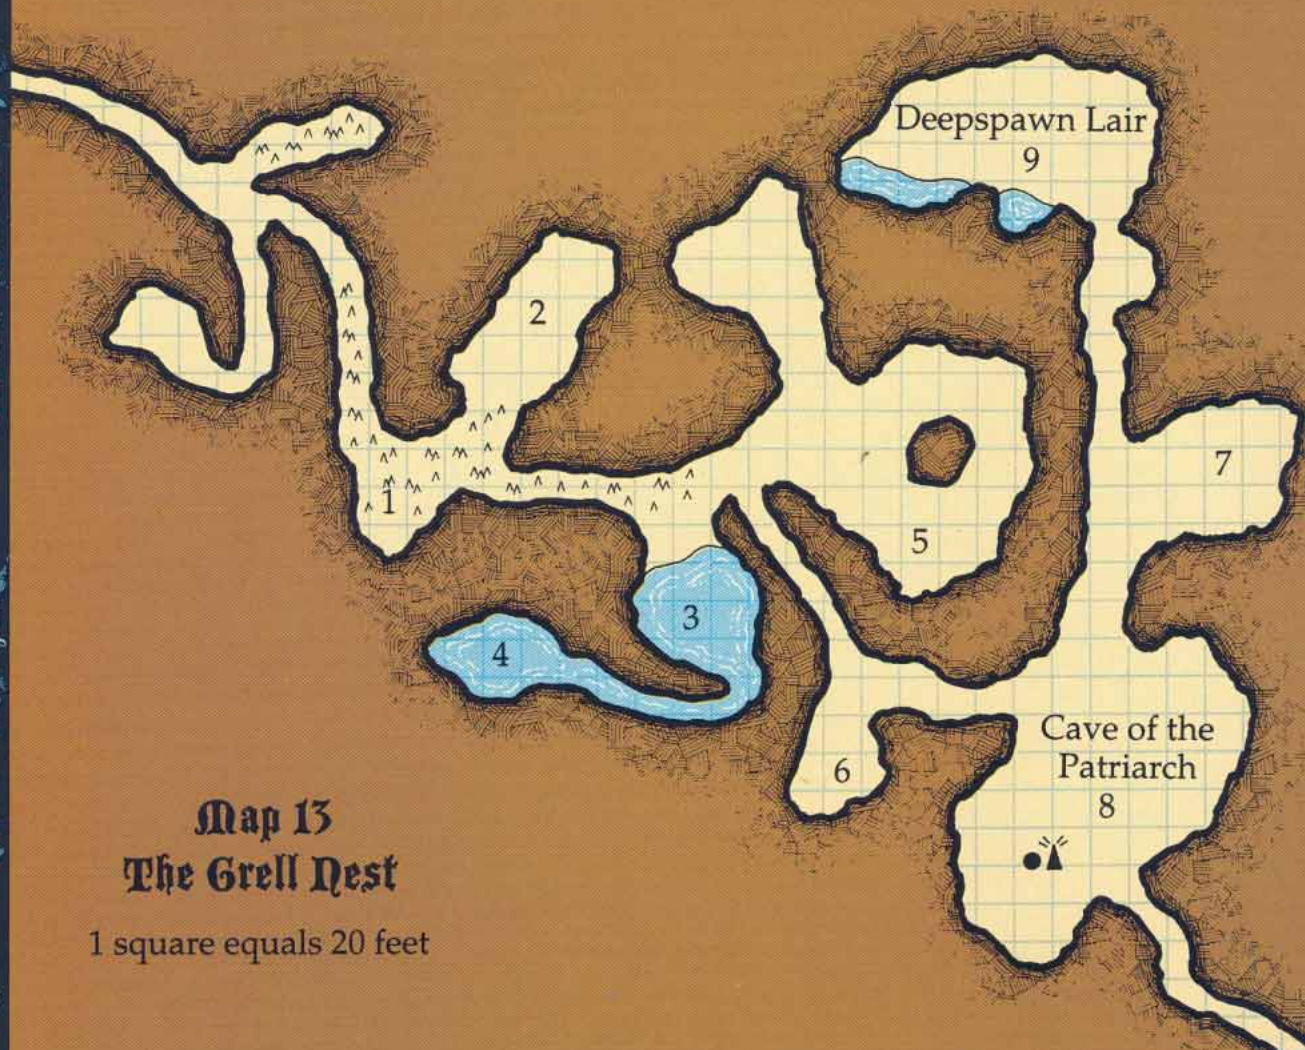 Deepspawn Lair
9
2
7
1
5
3
4
Cave of the
Patriarch
8
6
Map 13
The Grell Nest
1 square equals 20 feet